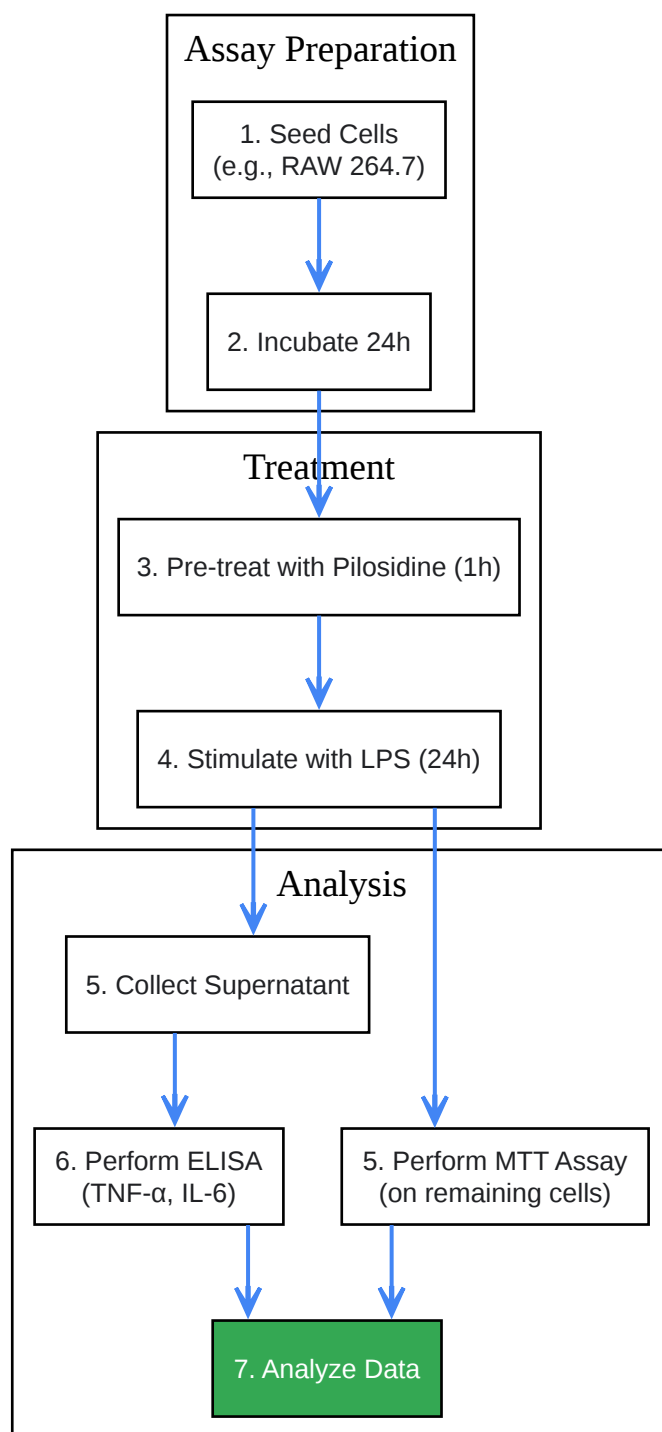 Assay Preparation
1. Seed Cells
(e.g., RAW 264.7)
2. Incubate 24h
Treatment
3. Pre-treat with Pilosidine (1h)
4. Stimulate with LPS (24h)
Analysis
5. Collect Supernatant
6. Perform ELISA
(TNF-α, IL-6)
5. Perform MTT Assay
(on remaining cells)
7. Analyze Data